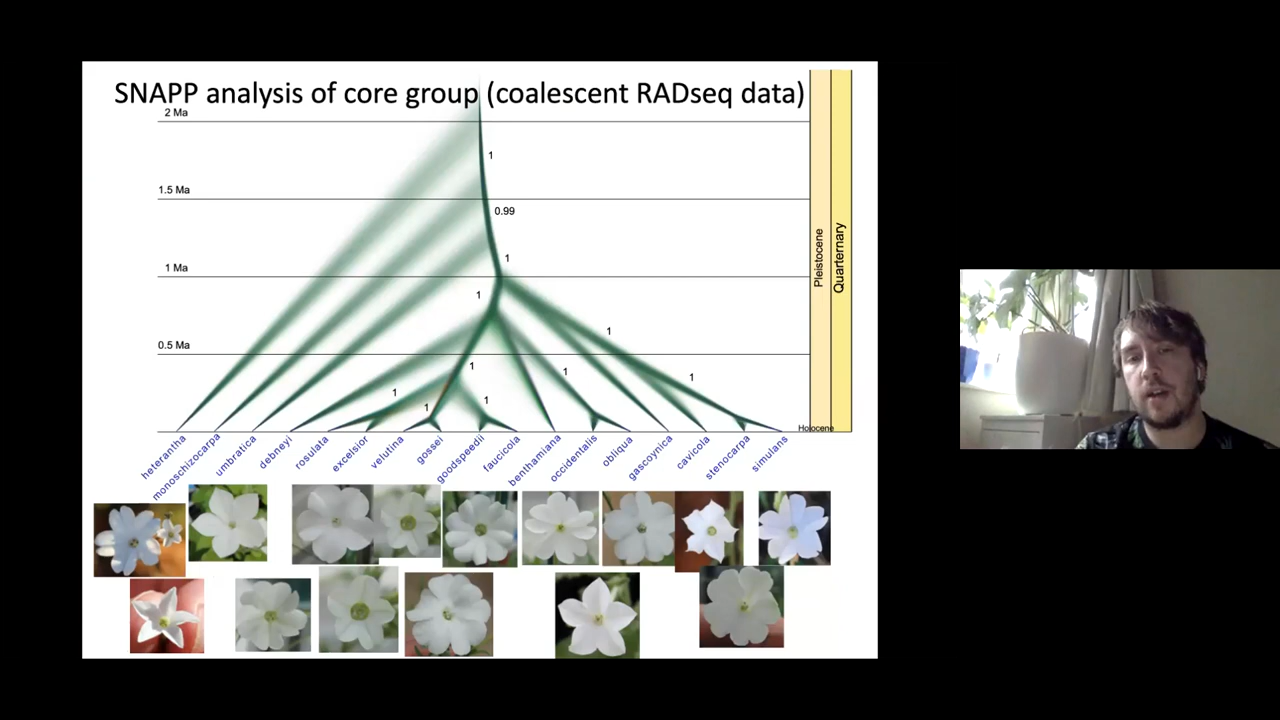 SNAPP analysis of core group (coalescent RADseq data)
2 Ma
1
1.5 Ma
0.99
1
1 Ma
1
1
0.5 Ma
1
1
1
1
1
1
Holocene
Pleistocene
Quarternary
heterantha
monoschizocarpa
umbratica
debneyi
rosulata
excelsior
velutina
gossei
goodspeedii
faucicola
benthamiana
occidentalis
obliqua
gascoynica
cavicola
stenocarpa
simulans